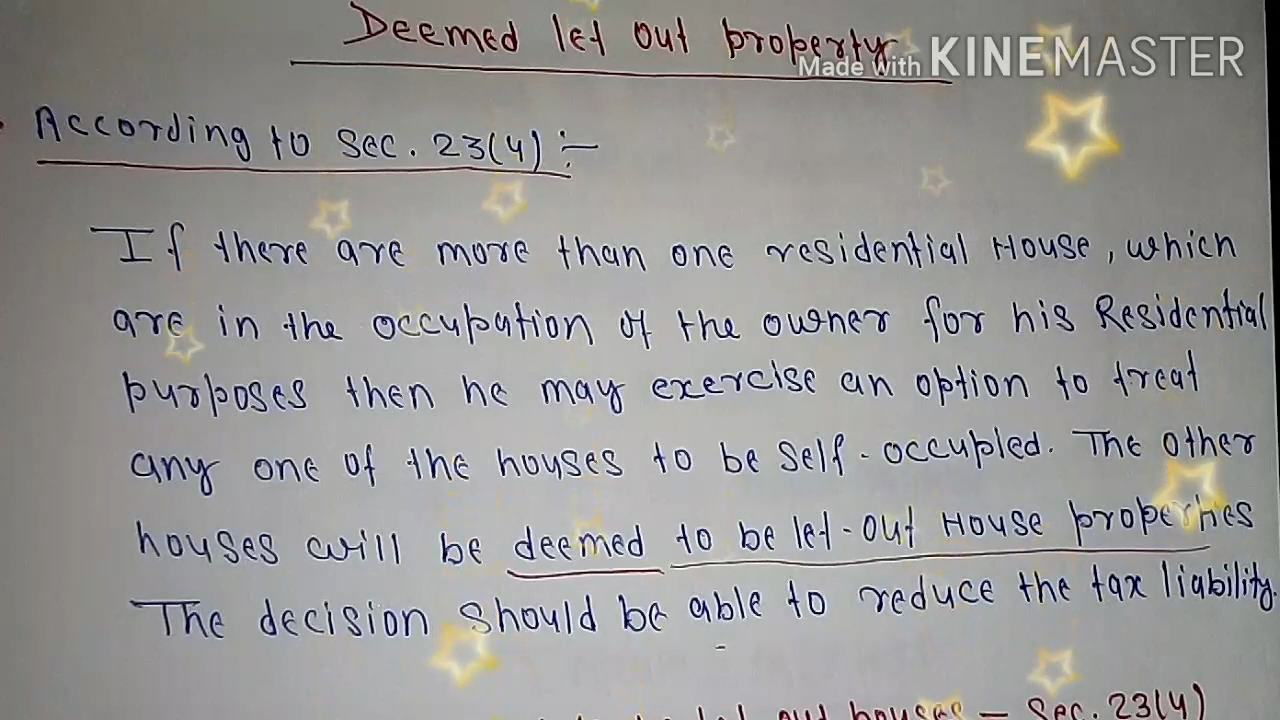 Deemed let out property
Made With KINEMASTER
According to Sec. 23(4) :-
If there are more than one residential House, which
are in the occupation of the owner for his Residential
purposes then he may exercise an option to treat
any one of the houses to be self-occupied. The other
houses will be deemed to be let-out House properties
The decision should be able to reduce the tax liability.
let out houses - Sec. 23(4)